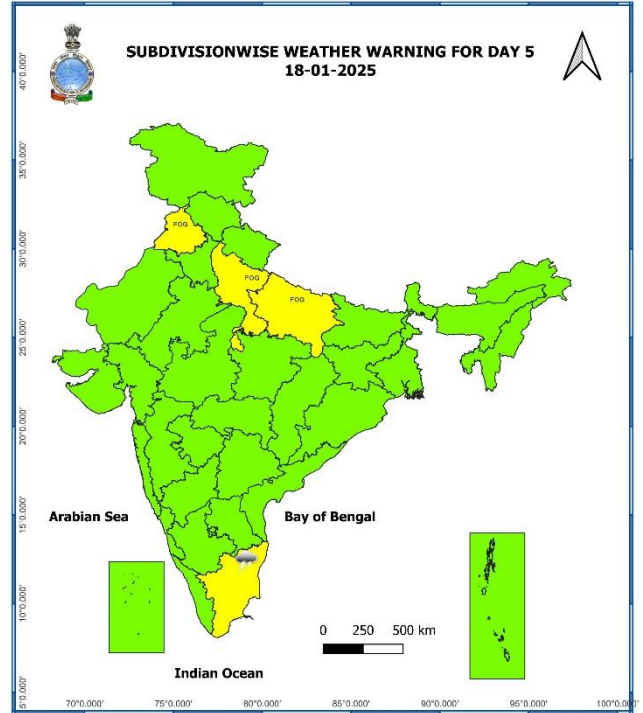 SUBDIVISIONWISE WEATHER WARNING FOR DAY 5
18-01-2025
40°0.000'
35°0.000'
30°0.000'
25°0.000'
20°0.000'
15°0.000'
10°0.000'
5°0.000'
FOG
FOG
FOG
Arabian Sea
Bay of Bengal
0 250 500 km
Indian Ocean
70°0.000' 75°0.000' 80°0.000' 85°0.000' 90°0.000' 95°0.000' 100°0.000'